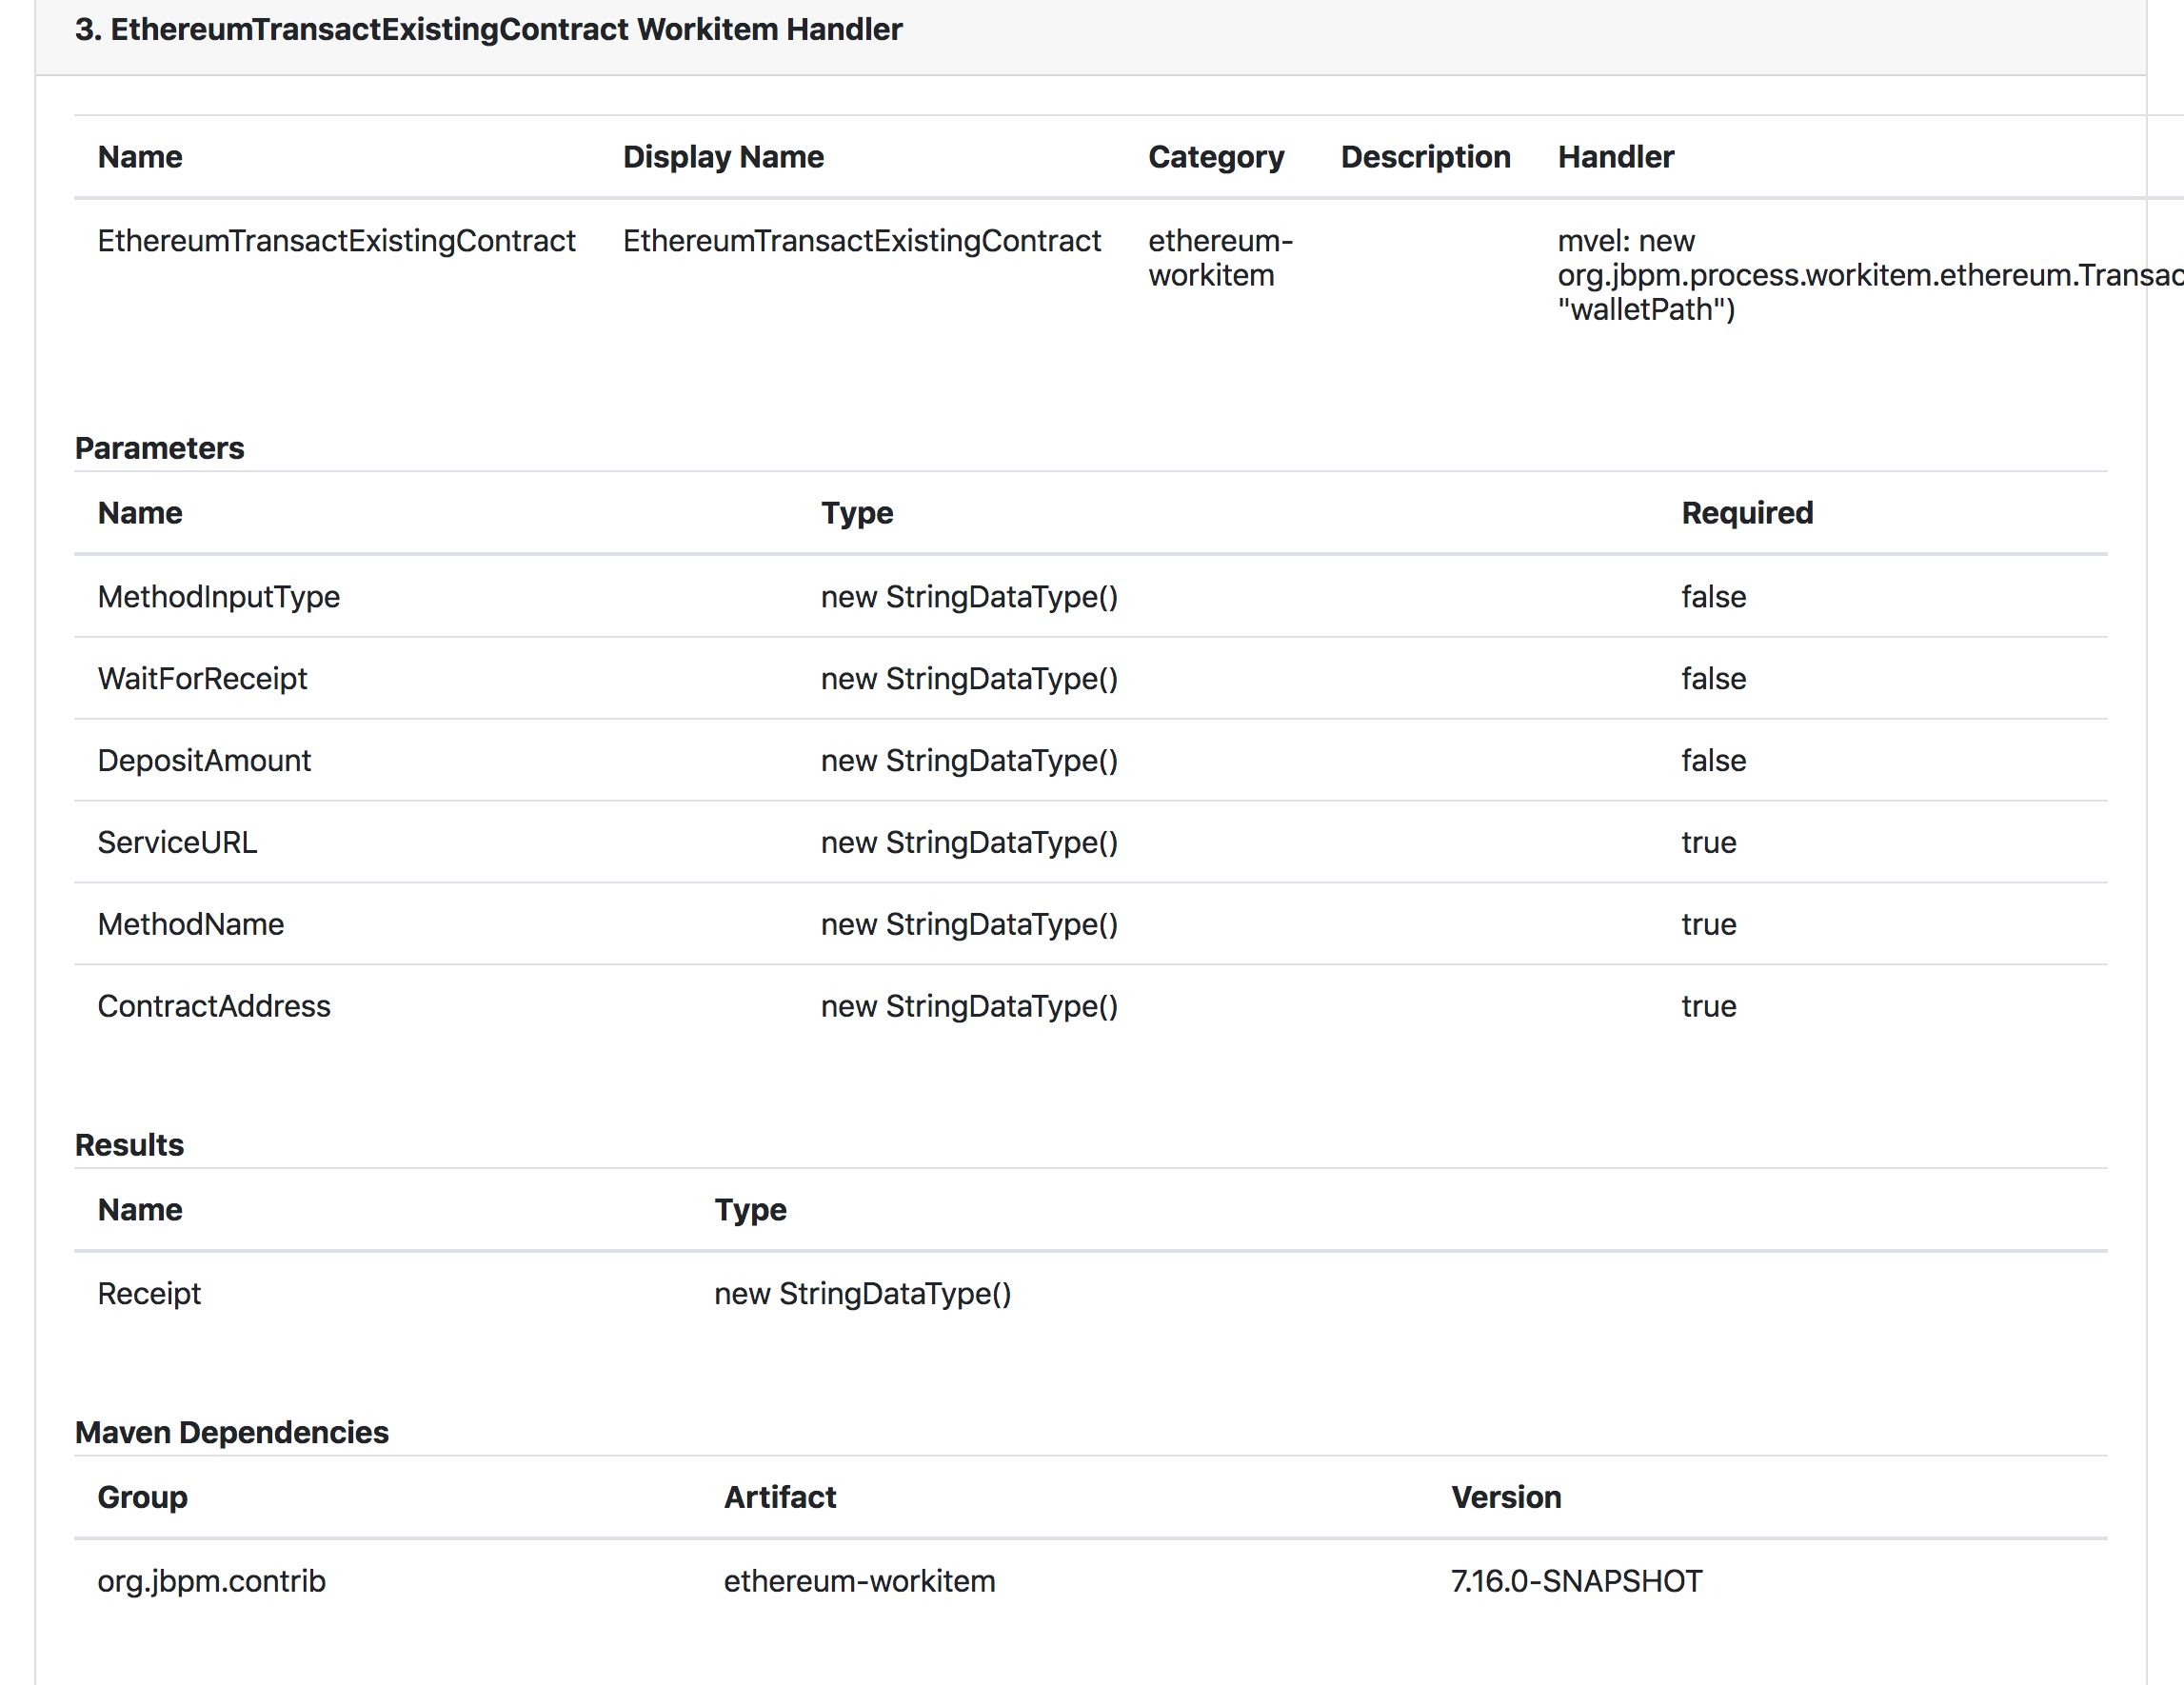 3. EthereumTransactExistingContract Workitem Handler
Name Display Name Category Description Handler
EthereumTransactExistingContract EthereumTransactExistingContract ethereum- mvel: new
workitem org.jbpm.process.workitem.ethereum.Transac
"walletPath")
Parameters
Name Type Required
MethodInputType new StringDataType() false
WaitForReceipt new StringDataType() false
DepositAmount new StringDataType() false
ServiceURL new StringDataType() true
MethodName new StringDataType() true
ContractAddress new StringDataType() true
Results
Name Type
Receipt new StringDataType()
Maven Dependencies
Group Artifact Version
org.jbpm.contrib ethereum-workitem 7.16.0-SNAPSHOT